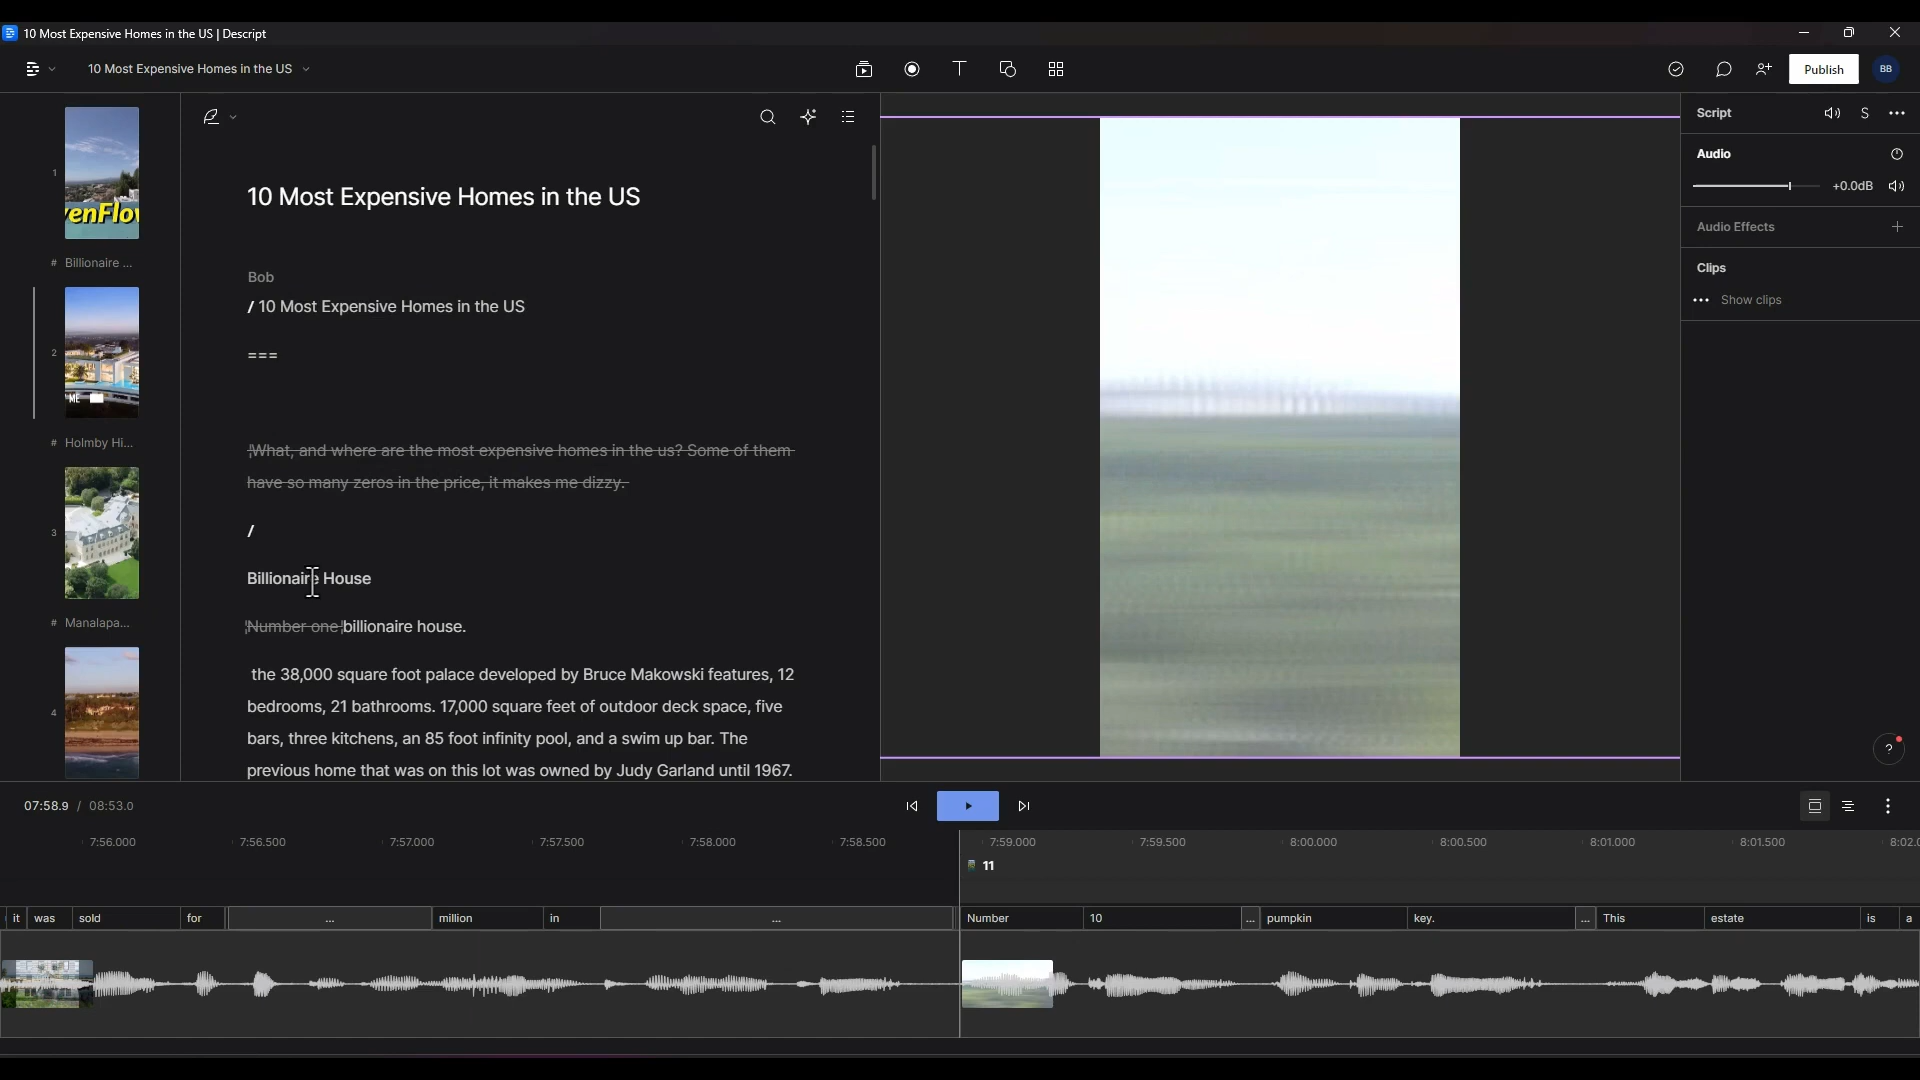 10 Most Expensive Homes in the US | Descript
10 Most Expensive Homes in the US
Publish
BB
1
venFlov
# Billionaire ...
2
ME
# Holmby Hi...
3
# Manalapa...
4
10 Most Expensive Homes in the US
Bob
/ 10 Most Expensive Homes in the US
===
What, and where are the most expensive homes in the us? Some of them
have so many zeros in the price, it makes me dizzy.
/
Billionaire House
Number one billionaire house.
the 38,000 square foot palace developed by Bruce Makowski features, 12
bedrooms, 21 bathrooms. 17,000 square feet of outdoor deck space, five
bars, three kitchens, an 85 foot infinity pool, and a swim up bar. The
previous home that was on this lot was owned by Judy Garland until 1967.
Script
S
Audio
+0.0dB
Audio Effects
Clips
Show clips
?
07:58.9 / 08:53.0
7:56.000 7:56.500 7:57.000 7:57.500 7:58.000 7:58.500 7:59.000 7:59.500 8:00.000 8:00.500 8:01.000 8:01.500 8:02.0
11
it was sold for ... million in ... Number 10 ... pumpkin key. ... This estate is a